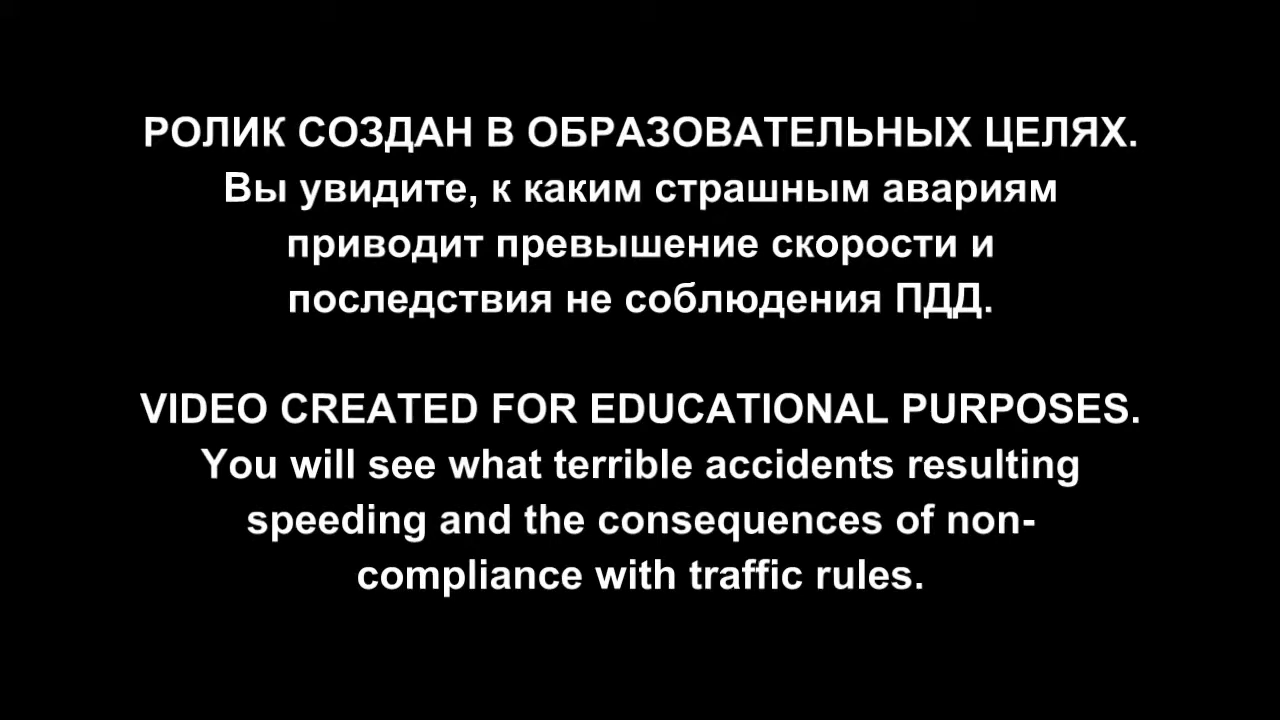 РОЛИК СОЗДАН В ОБРАЗОВАТЕЛЬНЫХ ЦЕЛЯХ.
Вы увидите, к каким страшным авариям
приводит превышение скорости и
последствия не соблюдения ПДД.
VIDEO CREATED FOR EDUCATIONAL PURPOSES.
You will see what terrible accidents resulting
speeding and the consequences of non-
compliance with traffic rules.